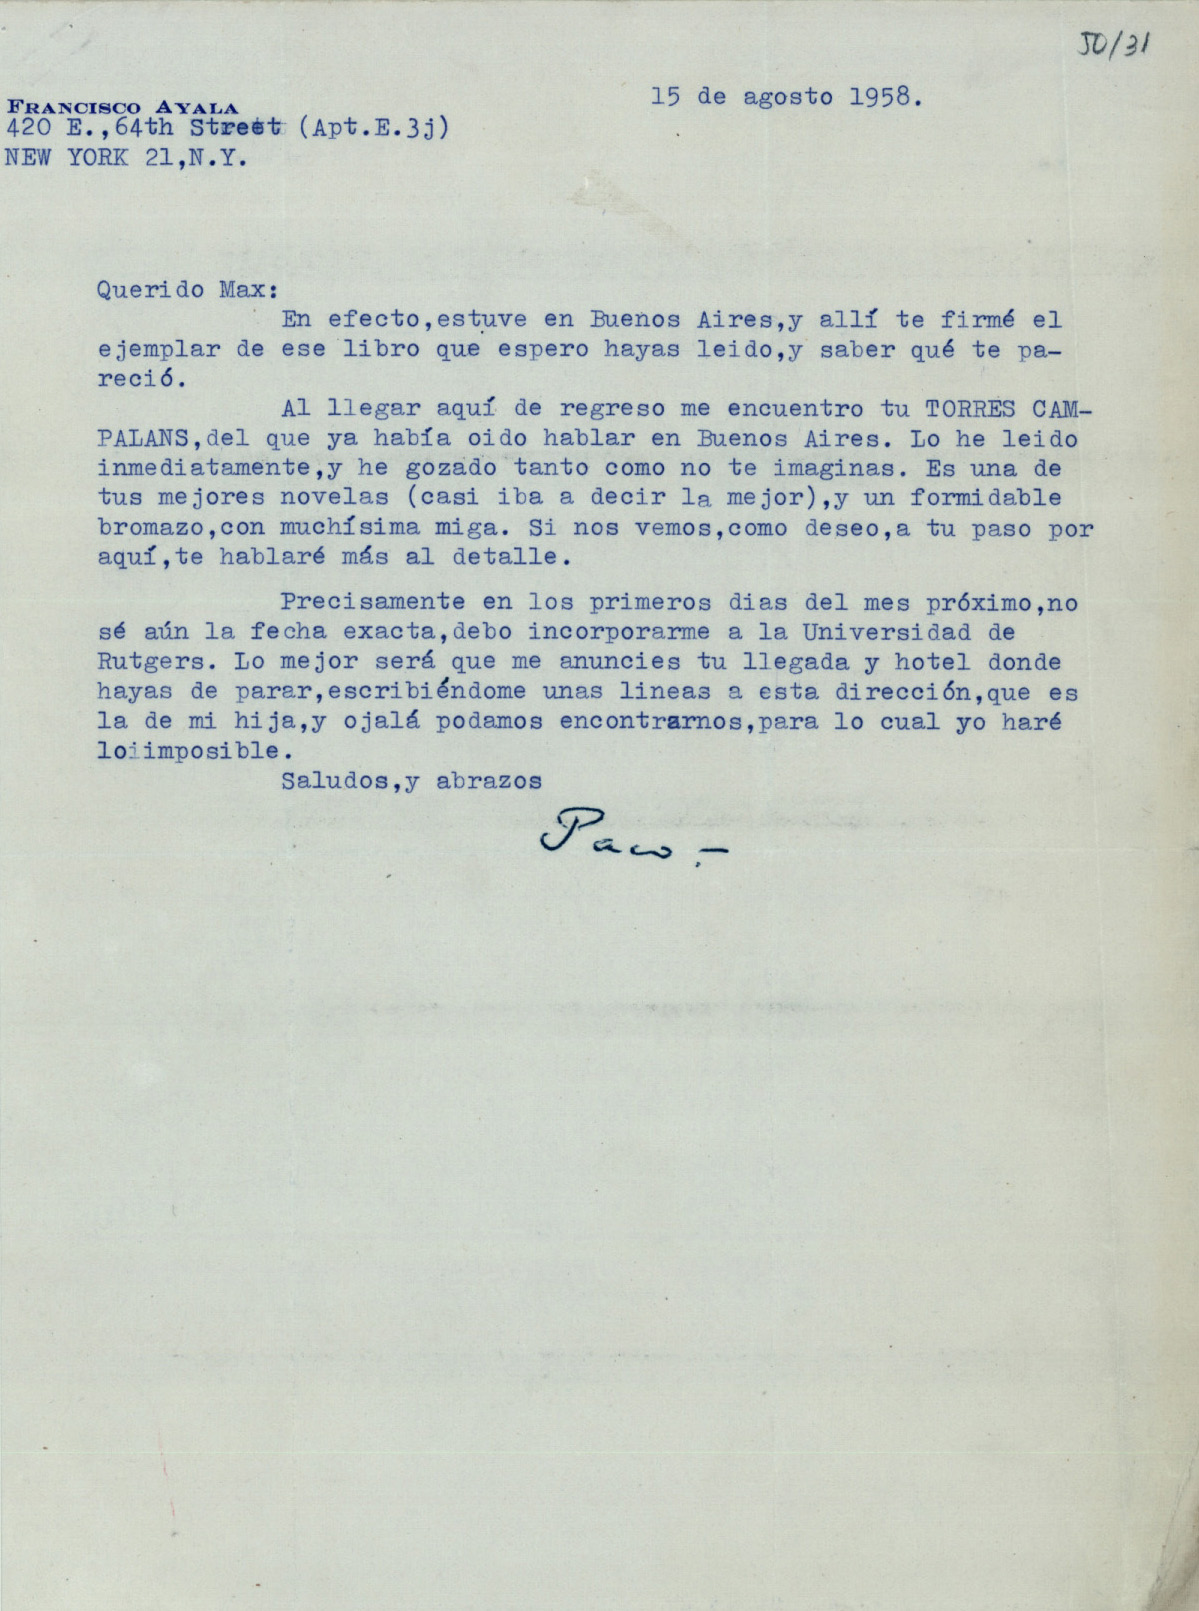 50/31
15 de agosto 1958.
FRANCISCO AYALA
420 E.,64th Street (Apt.E.3j)
NEW YORK 21,N.Y.
Querido Max:
En efecto,estuve en Buenos Aires,y allí te firmé el
ejemplar de ese libro que espero hayas leido,y saber qué te pa-
reció.
Al llegar aquí de regreso me encuentro tu TORRES CAM-
PALANS,del que ya había oido hablar en Buenos Aires. Lo he leido
inmediatamente,y he gozado tanto como no te imaginas. Es una de
tus mejores novelas (casi iba a decir la mejor),y un formidable
bromazo,con muchísima miga. Si nos vemos,como deseo,a tu paso por
aquí,te hablaré más al detalle.
Precisamente en los primeros dias del mes próximo,no
sé aún la fecha exacta,debo incorporarme a la Universidad de
Rutgers. Lo mejor será que me anuncies tu llegada y hotel donde
hayas de parar,escribiéndome unas lineas a esta dirección,que es
la de mi hija,y ojalá podamos encontrarnos,para lo cual yo haré
loiimposible.
Saludos,y abrazos
Paco.-